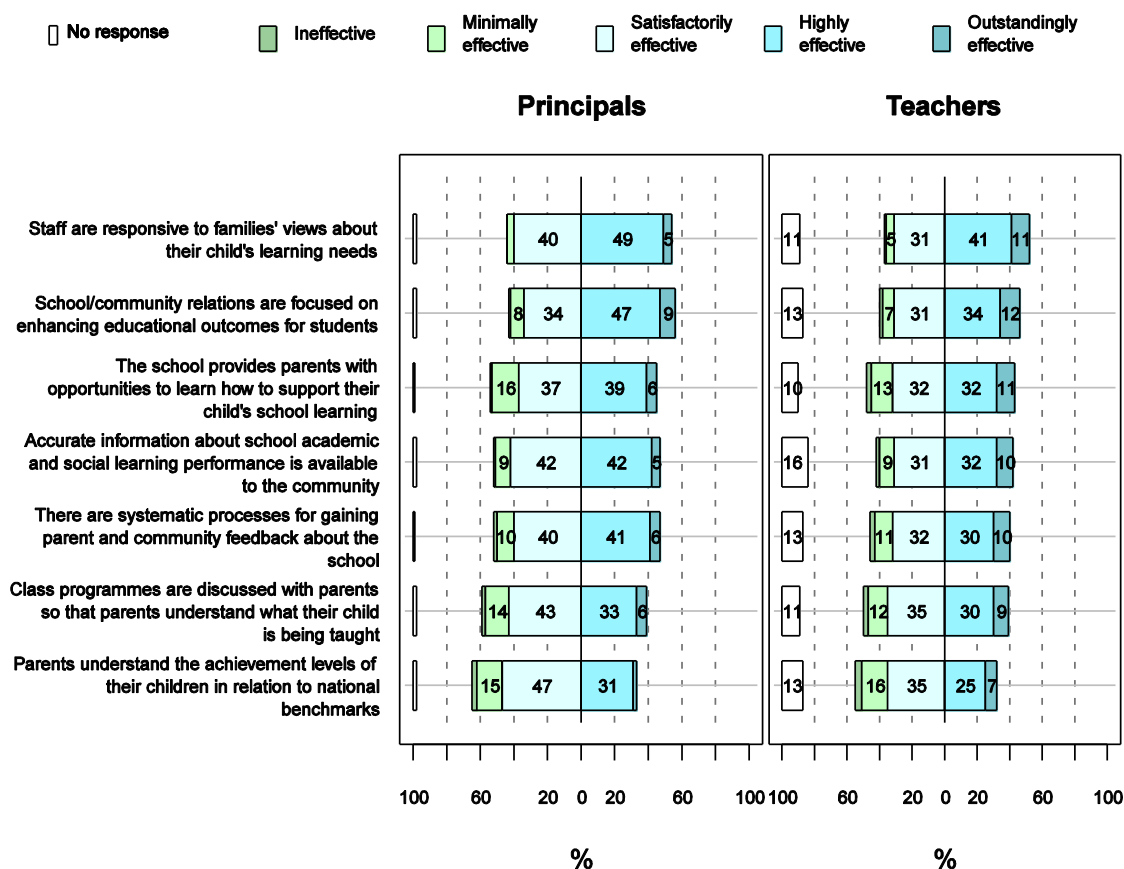 No response
Ineffective
Minimally
effective
Satisfactorily
effective
Highly
effective
Outstandingly
effective
Principals
Teachers
Staff are responsive to families' views about
their child's learning needs
40 49 5
11 5 31 41 11
School/community relations are focused on
enhancing educational outcomes for students
8 34 47 9
13 7 31 34 12
The school provides parents with
opportunities to learn how to support their
child's school learning
16 37 39 6
10 13 32 32 11
Accurate information about school academic
and social learning performance is available
to the community
9 42 42 5
16 9 31 32 10
There are systematic processes for gaining
parent and community feedback about the
school
10 40 41 6
13 11 32 30 10
Class programmes are discussed with parents
so that parents understand what their child
is being taught
14 43 33 6
11 12 35 30 9
Parents understand the achievement levels of
their children in relation to national
benchmarks
15 47 31
13 16 35 25 7
100 60 20 0 20 60 100
100 60 20 0 20 60 100
%
%